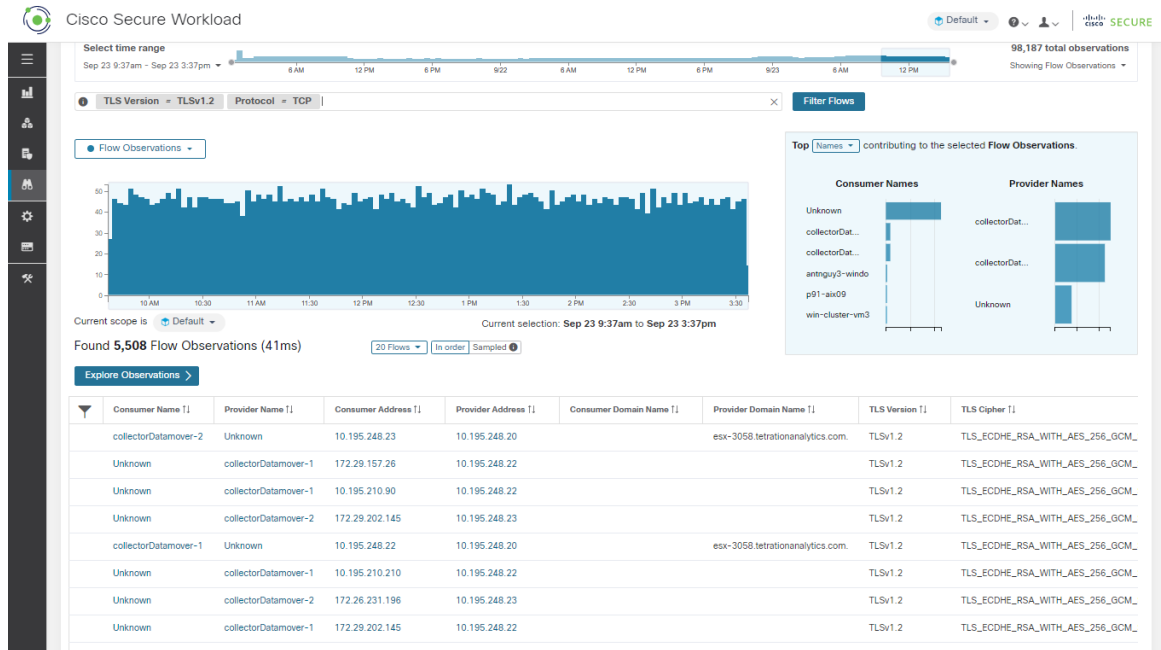 Cisco Secure Workload
Default
cisco SECURE
Select time range
Sep 23 9:37am - Sep 23 3:37pm
6 AM 12 PM 6 PM 9/22 6 AM 12 PM 6 PM 9/23 6 AM 12 PM
98,187 total observations
Showing Flow Observations
TLS Version = TLSv1.2 Protocol = TCP
Filter Flows
Flow Observations
50
40
30
20
10
0
10 AM 10:30 11 AM 11:30 12 PM 12:30 1 PM 1:30 2 PM 2:30 3 PM 3:30
Top Names contributing to the selected Flow Observations.
Consumer Names
Unknown
collectorDat...
collectorDat...
antnguy3-windo
p91-aix09
win-cluster-vm3
Provider Names
collectorDat...
collectorDat...
Unknown
Current scope is Default
Current selection: Sep 23 9:37am to Sep 23 3:37pm
Found 5,508 Flow Observations (41ms)
20 Flows In order Sampled
Explore Observations
Consumer Name Provider Name Consumer Address Provider Address Consumer Domain Name Provider Domain Name TLS Version TLS Cipher
collectorDatamover-2 Unknown 10.195.248.23 10.195.248.20 esx-3058.tetrationanalytics.com. TLSv1.2 TLS_ECDHE_RSA_WITH_AES_256_GCM_
Unknown collectorDatamover-1 172.29.157.26 10.195.248.22 TLSv1.2 TLS_ECDHE_RSA_WITH_AES_256_GCM_
Unknown collectorDatamover-1 10.195.210.90 10.195.248.22 TLSv1.2 TLS_ECDHE_RSA_WITH_AES_256_GCM_
Unknown collectorDatamover-2 172.29.202.145 10.195.248.23 TLSv1.2 TLS_ECDHE_RSA_WITH_AES_256_GCM_
collectorDatamover-1 Unknown 10.195.248.22 10.195.248.20 esx-3058.tetrationanalytics.com. TLSv1.2 TLS_ECDHE_RSA_WITH_AES_256_GCM_
Unknown collectorDatamover-1 10.195.210.210 10.195.248.22 TLSv1.2 TLS_ECDHE_RSA_WITH_AES_256_GCM_
Unknown collectorDatamover-2 172.26.231.196 10.195.248.23 TLSv1.2 TLS_ECDHE_RSA_WITH_AES_256_GCM_
Unknown collectorDatamover-1 172.29.202.145 10.195.248.22 TLSv1.2 TLS_ECDHE_RSA_WITH_AES_256_GCM_